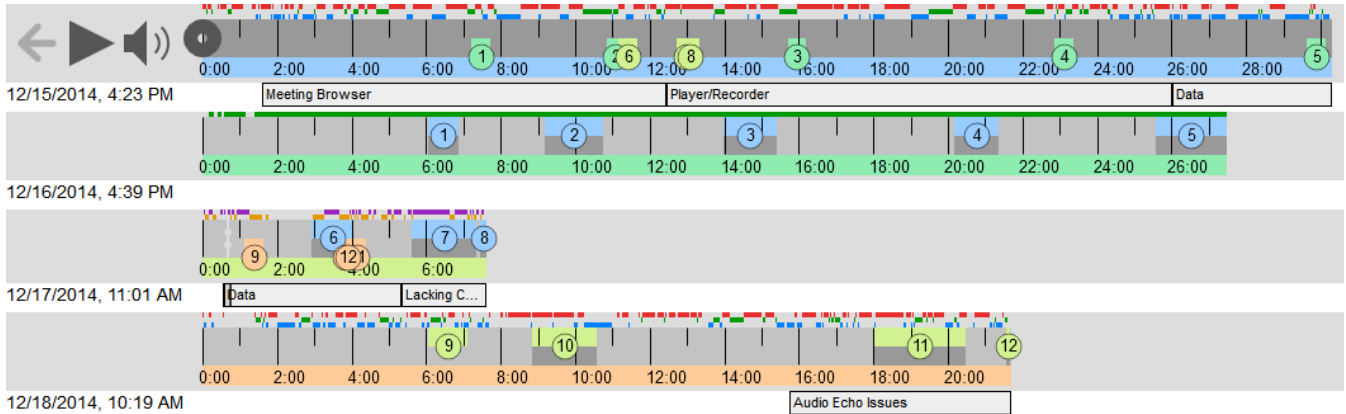 1 2 6 8 3 4 5
0:00 2:00 4:00 6:00 8:00 10:00 12:00 14:00 16:00 18:00 20:00 22:00 24:00 26:00 28:00
12/15/2014, 4:23 PM Meeting Browser Player/Recorder Data
1 2 3 4 5
0:00 2:00 4:00 6:00 8:00 10:00 12:00 14:00 16:00 18:00 20:00 22:00 24:00 26:00
12/16/2014, 4:39 PM
6 7 8
9 12 1
0:00 2:00 4:00 6:00
12/17/2014, 11:01 AM Data Lacking C...
9 10 11 12
0:00 2:00 4:00 6:00 8:00 10:00 12:00 14:00 16:00 18:00 20:00
12/18/2014, 10:19 AM Audio Echo Issues